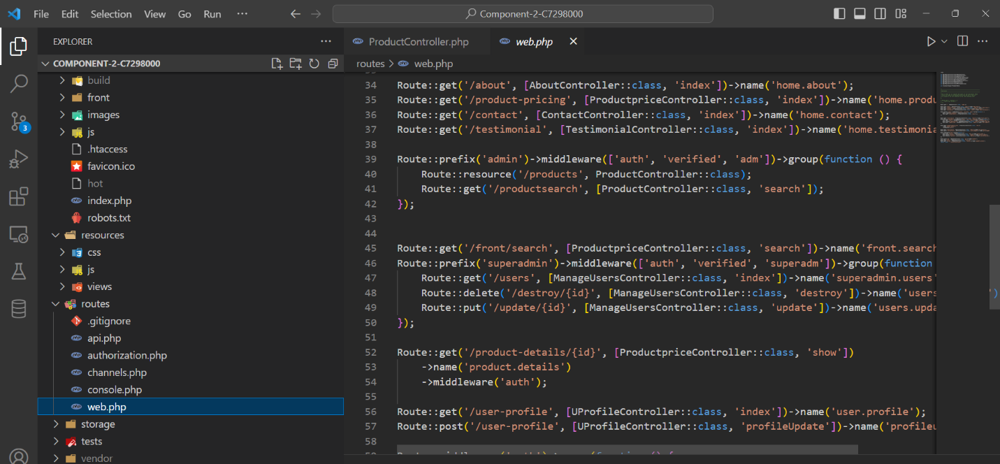 File Edit Selection View Go Run ··· Component-2-C7298000
EXPLORER ···
COMPONENT-2-C7298000
build
front
images
js
.htaccess
favicon.ico
hot
index.php
robots.txt
resources
css
js
views
routes
.gitignore
api.php
authorization.php
channels.php
console.php
web.php
storage
tests
vendor
3
ProductController.php web.php
routes > web.php
34 Route::get('/about', [AboutController::class, 'index'])->name('home.about');
35 Route::get('/product-pricing', [ProductpriceController::class, 'index'])->name('home.produ
36 Route::get('/contact', [ContactController::class, 'index'])->name('home.contact');
37 Route::get('/testimonial', [TestimonialController::class, 'index'])->name('home.testimonia
38
39 Route::prefix('admin')->middleware(['auth', 'verified', 'adm'])->group(function () {
40 Route::resource('/products', ProductController::class);
41 Route::get('/productsearch', [ProductController::class, 'search']);
42 });
43
44
45 Route::get('/front/search', [ProductpriceController::class, 'search'])->name('front.search
46 Route::prefix('superadmin')->middleware(['auth', 'verified', 'superadm'])->group(function
47 Route::get('/users', [ManageUsersController::class, 'index'])->name('superadmin.users'
48 Route::delete('/destroy/{id}', [ManageUsersController::class, 'destroy'])->name('users
49 Route::put('/update/{id}', [ManageUsersController::class, 'update'])->name('users.upda
50 });
51
52 Route::get('/product-details/{id}', [ProductpriceController::class, 'show'])
53 ->name('product.details')
54 ->middleware('auth');
55
56 Route::get('/user-profile', [UProfileController::class, 'index'])->name('user.profile');
57 Route::post('/user-profile', [UProfileController::class, 'profileUpdate'])->name('profileu
58